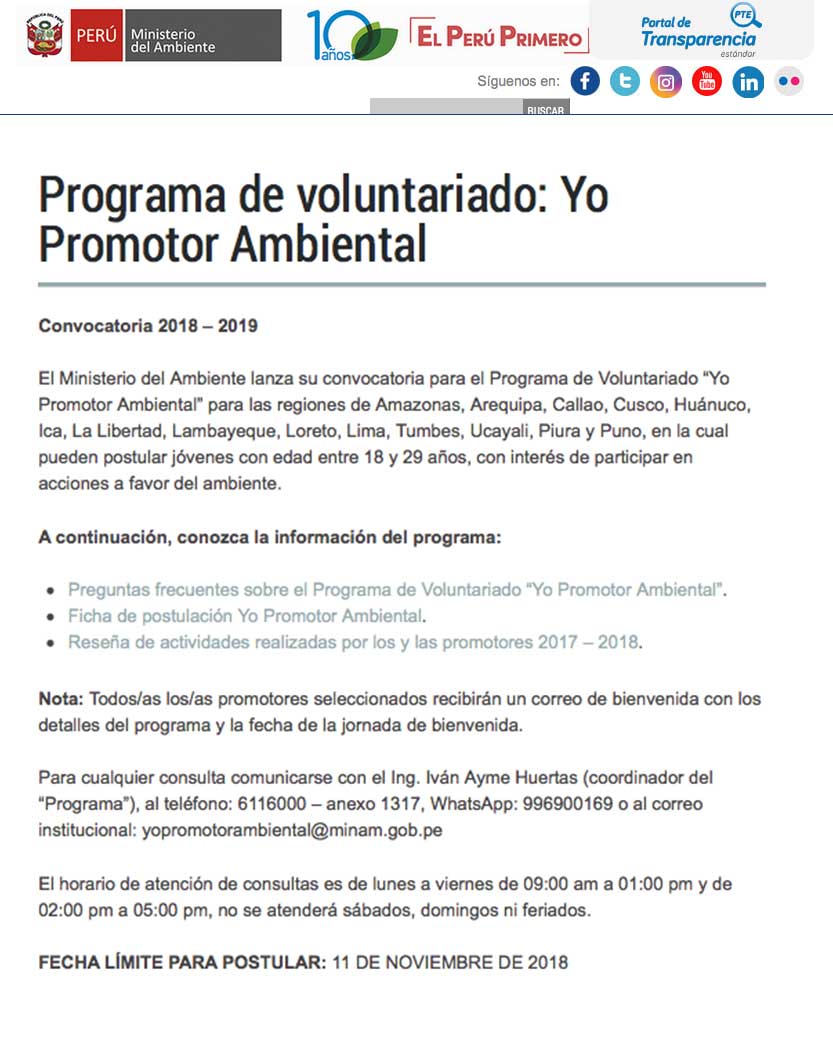 PERÚ
Ministerio
del Ambiente
10
años
EL PERÚ PRIMERO
Portal de
PTE
Transparencia
estándar
Síguenos en:
You
Tube
in
BUSCAR
Programa de voluntariado: Yo
Promotor Ambiental
Convocatoria 2018 – 2019
El Ministerio del Ambiente lanza su convocatoria para el Programa de Voluntariado “Yo
Promotor Ambiental” para las regiones de Amazonas, Arequipa, Callao, Cusco, Huánuco,
Ica, La Libertad, Lambayeque, Loreto, Lima, Tumbes, Ucayali, Piura y Puno, en la cual
pueden postular jóvenes con edad entre 18 y 29 años, con interés de participar en
acciones a favor del ambiente.
A continuación, conozca la información del programa:
• Preguntas frecuentes sobre el Programa de Voluntariado “Yo Promotor Ambiental”.
• Ficha de postulación Yo Promotor Ambiental.
• Reseña de actividades realizadas por los y las promotores 2017 – 2018.
Nota: Todos/as los/as promotores seleccionados recibirán un correo de bienvenida con los
detalles del programa y la fecha de la jornada de bienvenida.
Para cualquier consulta comunicarse con el Ing. Iván Ayme Huertas (coordinador del
“Programa”), al teléfono: 6116000 – anexo 1317, WhatsApp: 996900169 o al correo
institucional: yopromotorambiental@minam.gob.pe
El horario de atención de consultas es de lunes a viernes de 09:00 am a 01:00 pm y de
02:00 pm a 05:00 pm, no se atenderá sábados, domingos ni feriados.
FECHA LÍMITE PARA POSTULAR: 11 DE NOVIEMBRE DE 2018